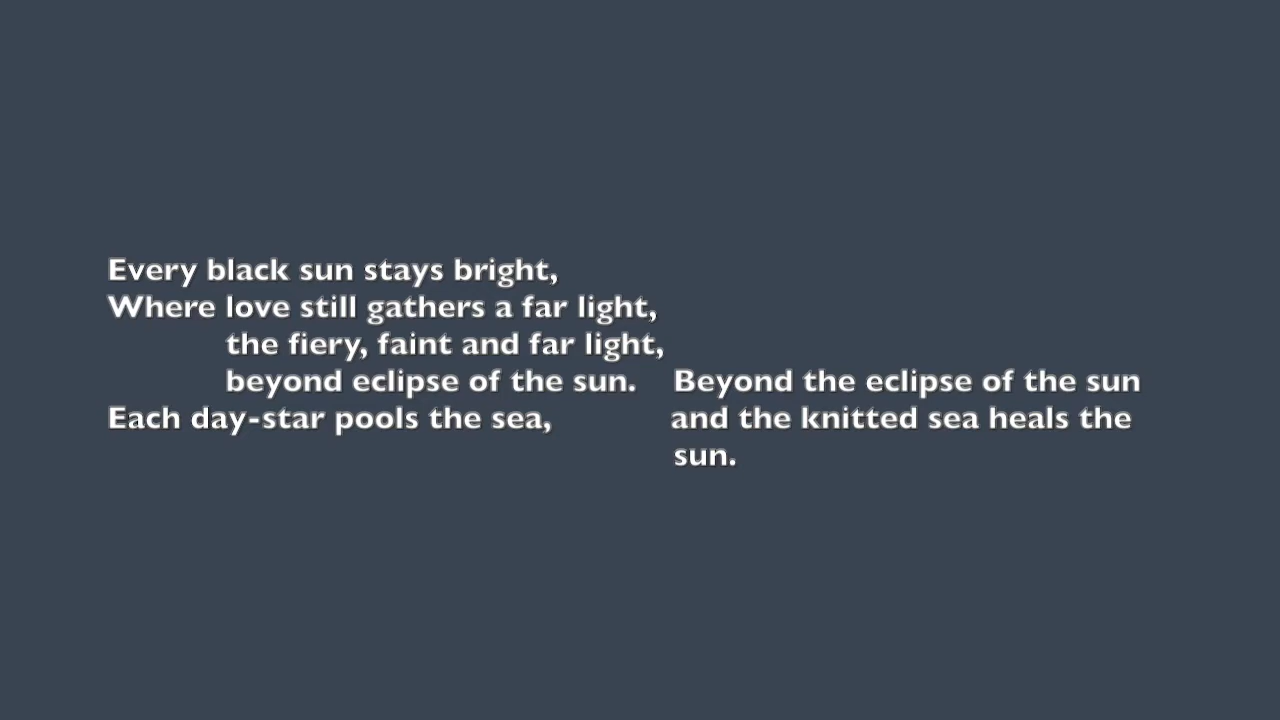 Every black sun stays bright,
Where love still gathers a far light,
the fiery, faint and far light,
beyond eclipse of the sun. Beyond the eclipse of the sun
Each day-star pools the sea, and the knitted sea heals the
sun.